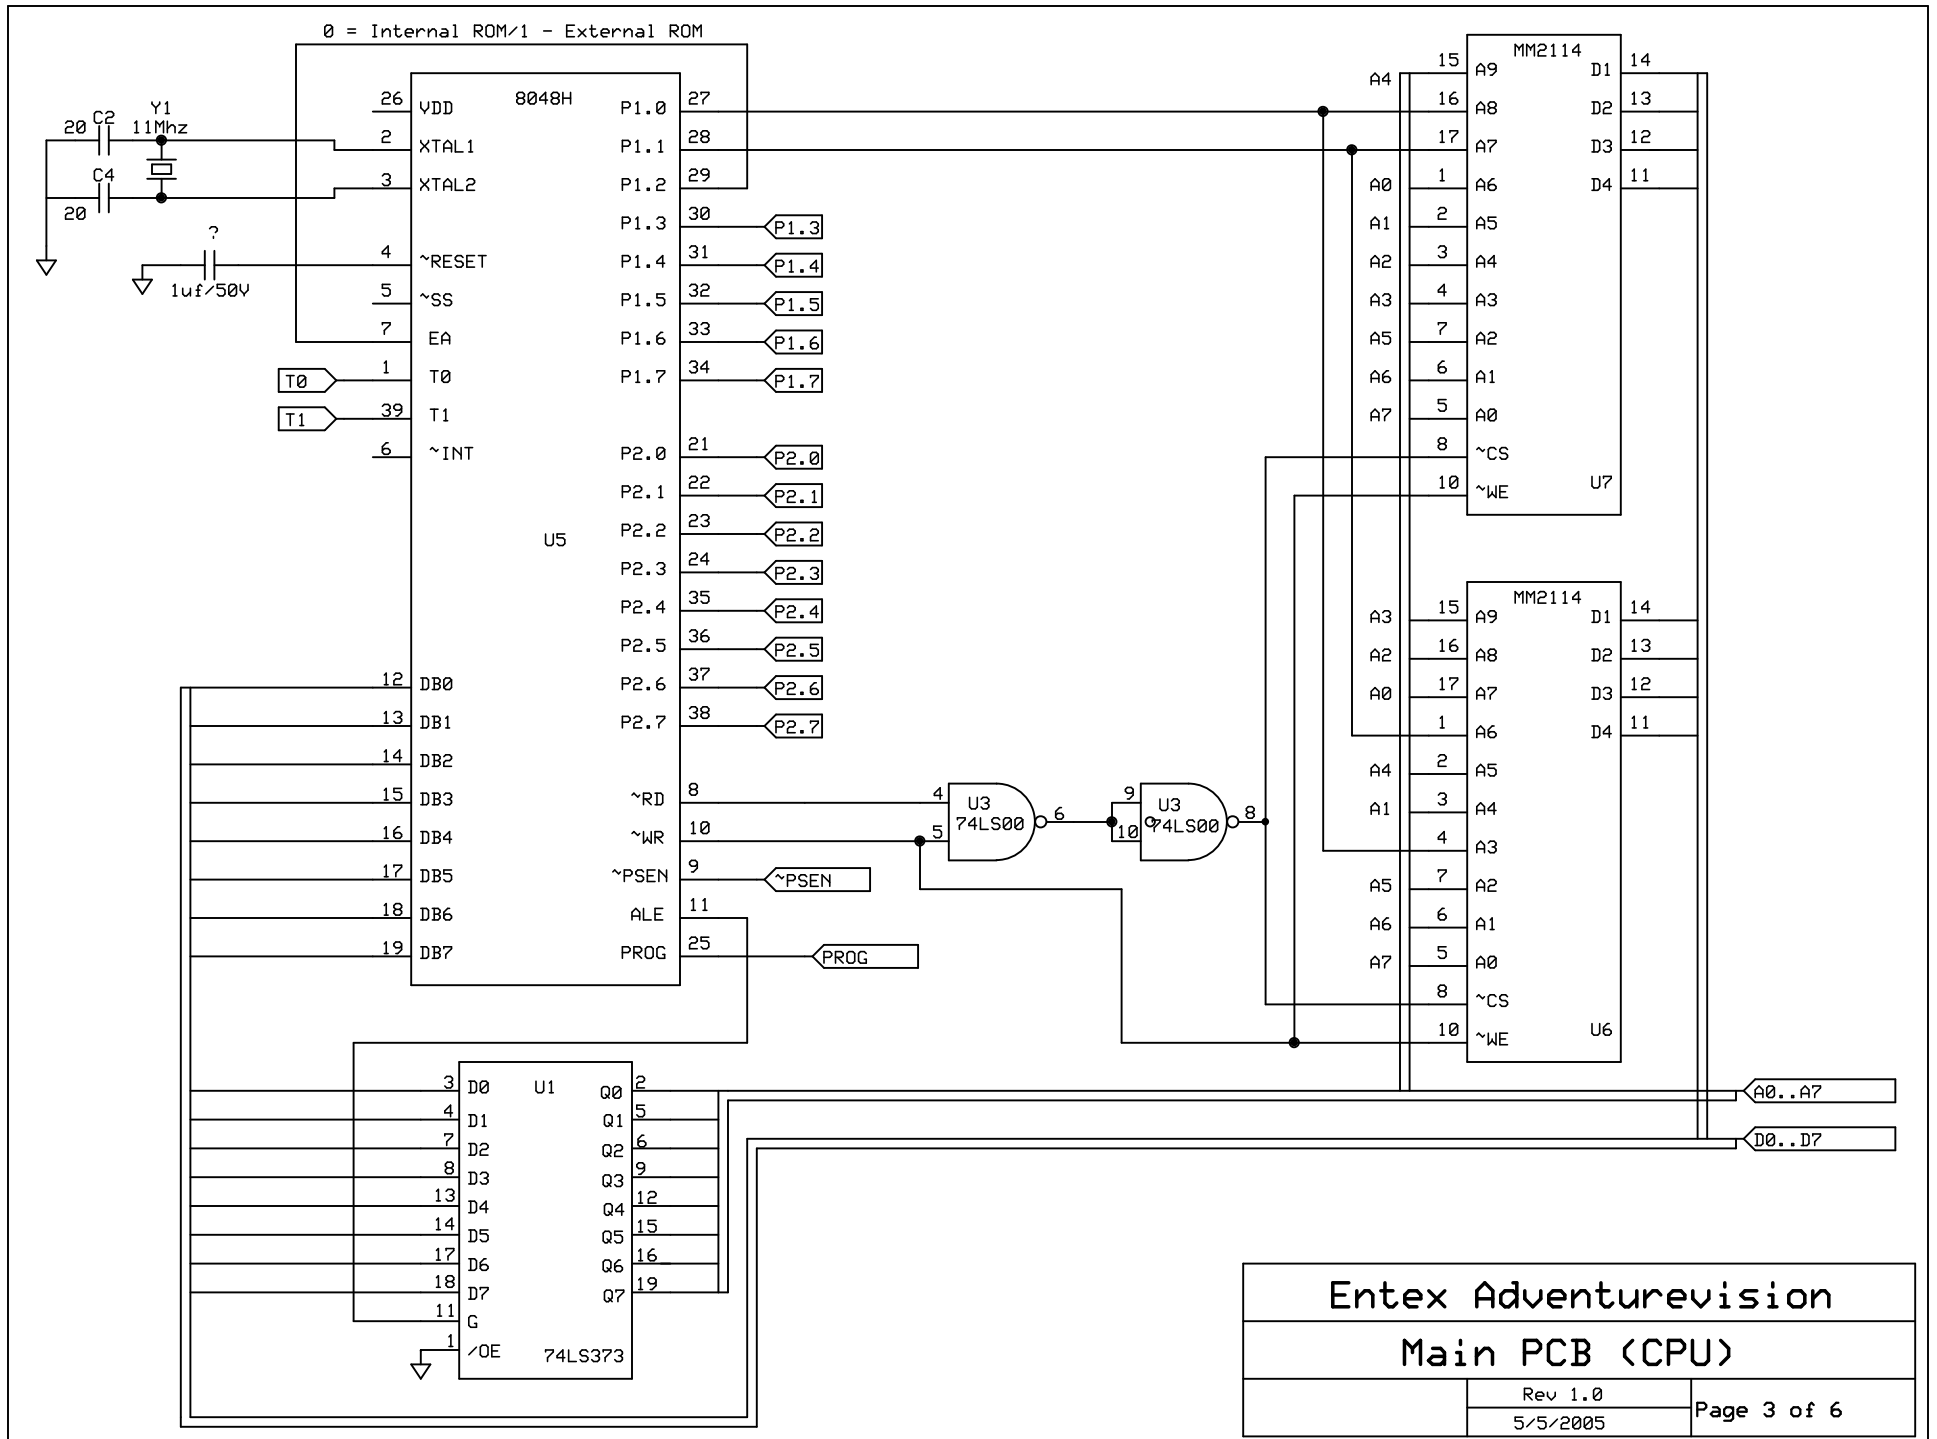 0 = Internal ROM/1 - External ROM
8048H
U5
C2
20
Y1
11Mhz
C4
20
?
1uf/50V
26 VDD
2 XTAL1
3 XTAL2
4 ~RESET
5 ~SS
7 EA
T0 1 T0
T1 39 T1
6 ~INT
12 DB0
13 DB1
14 DB2
15 DB3
16 DB4
17 DB5
18 DB6
19 DB7
P1.0 27
P1.1 28
P1.2 29
P1.3 30 P1.3
P1.4 31 P1.4
P1.5 32 P1.5
P1.6 33 P1.6
P1.7 34 P1.7
P2.0 21 P2.0
P2.1 22 P2.1
P2.2 23 P2.2
P2.3 24 P2.3
P2.4 35 P2.4
P2.5 36 P2.5
P2.6 37 P2.6
P2.7 38 P2.7
~RD 8
~WR 10
~PSEN 9 ~PSEN
ALE 11
PROG 25 PROG
4
5
U3
74LS00
6
9
10
U3
74LS00
8
MM2114
A4 15 A9
16 A8
17 A7
A0 1 A6
A1 2 A5
A2 3 A4
A3 4 A3
A5 7 A2
A6 6 A1
A7 5 A0
8 ~CS
10 ~WE
D1 14
D2 13
D3 12
D4 11
U7
MM2114
A3 15 A9
A2 16 A8
A0 17 A7
1 A6
A4 2 A5
A1 3 A4
4 A3
A5 7 A2
A6 6 A1
A7 5 A0
8 ~CS
10 ~WE
D1 14
D2 13
D3 12
D4 11
U6
U1
3 D0
4 D1
7 D2
8 D3
13 D4
14 D5
17 D6
18 D7
11 G
1 /OE
Q0 2
Q1 5
Q2 6
Q3 9
Q4 12
Q5 15
Q6 16
Q7 19
74LS373
A0..A7
D0..D7
Entex Adventurevision
Main PCB (CPU)
Rev 1.0
5/5/2005
Page 3 of 6